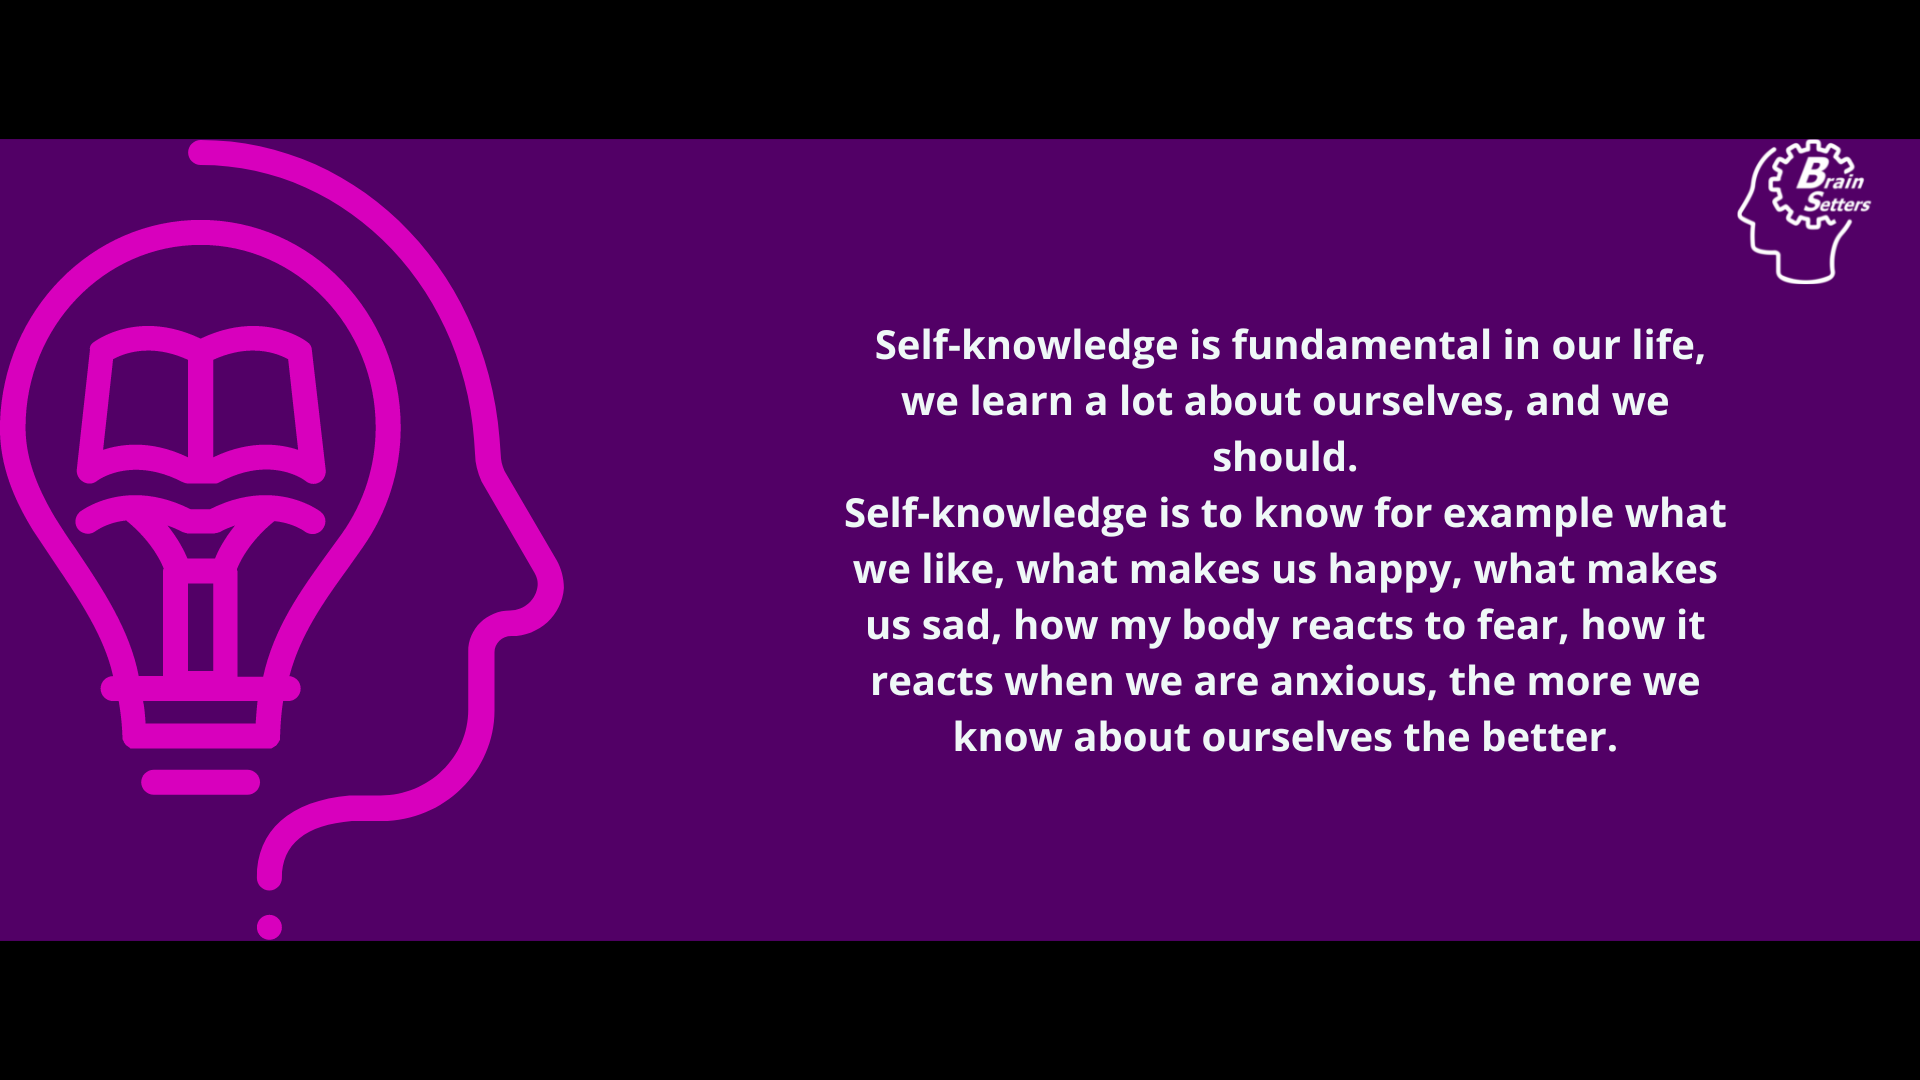 Brain
Setters
Self-knowledge is fundamental in our life,
we learn a lot about ourselves, and we
should.
Self-knowledge is to know for example what
we like, what makes us happy, what makes
us sad, how my body reacts to fear, how it
reacts when we are anxious, the more we
know about ourselves the better.